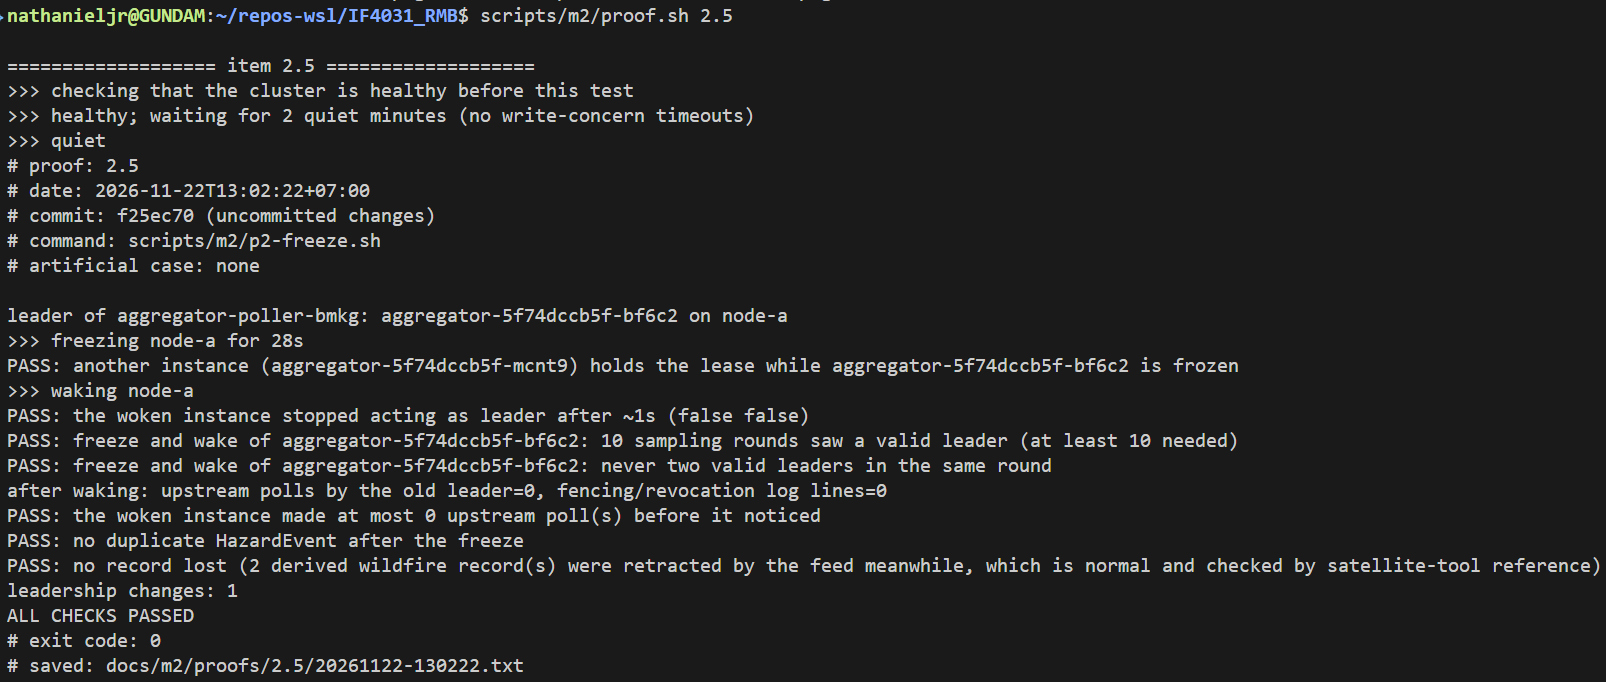 nathanieljr@GUNDAM:~/repos-wsl/IF4031_RMB$ scripts/m2/proof.sh 2.5
=================== item 2.5 ===================
>>> checking that the cluster is healthy before this test
>>> healthy; waiting for 2 quiet minutes (no write-concern timeouts)
>>> quiet
# proof: 2.5
# date: 2026-11-22T13:02:22+07:00
# commit: f25ec70 (uncommitted changes)
# command: scripts/m2/p2-freeze.sh
# artificial case: none
leader of aggregator-poller-bmkg: aggregator-5f74dccb5f-bf6c2 on node-a
>>> freezing node-a for 28s
PASS: another instance (aggregator-5f74dccb5f-mcnt9) holds the lease while aggregator-5f74dccb5f-bf6c2 is frozen
>>> waking node-a
PASS: the woken instance stopped acting as leader after ~1s (false false)
PASS: freeze and wake of aggregator-5f74dccb5f-bf6c2: 10 sampling rounds saw a valid leader (at least 10 needed)
PASS: freeze and wake of aggregator-5f74dccb5f-bf6c2: never two valid leaders in the same round
after waking: upstream polls by the old leader=0, fencing/revocation log lines=0
PASS: the woken instance made at most 0 upstream poll(s) before it noticed
PASS: no duplicate HazardEvent after the freeze
PASS: no record lost (2 derived wildfire record(s) were retracted by the feed meanwhile, which is normal and checked by satellite-tool reference)
leadership changes: 1
ALL CHECKS PASSED
# exit code: 0
# saved: docs/m2/proofs/2.5/20261122-130222.txt